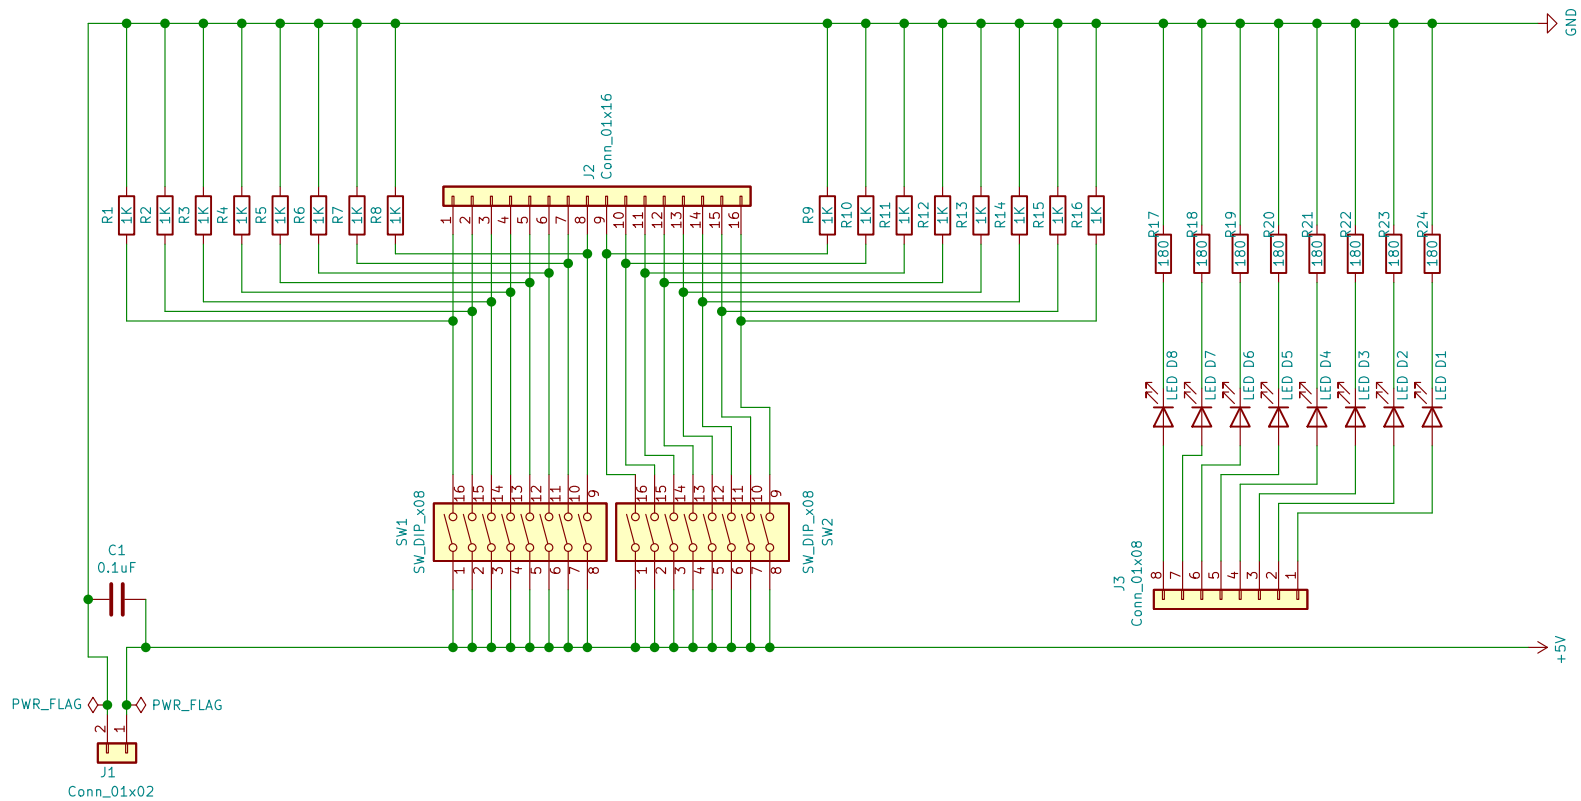 GND
J2
Conn_01x16
R1 1K
R2 1K
R3 1K
R4 1K
R5 1K
R6 1K
R7 1K
R8 1K
1 2 3 4 5 6 7 8 9 10 11 12 13 14 15 16
R9 1K
R10 1K
R11 1K
R12 1K
R13 1K
R14 1K
R15 1K
R16 1K
R17 180
R18 180
R19 180
R20 180
R21 180
R22 180
R23 180
R24 180
LED D8
LED D7
LED D6
LED D5
LED D4
LED D3
LED D2
LED D1
SW1
SW_DIP_x08
16 15 14 13 12 11 10 9
1 2 3 4 5 6 7 8
16 15 14 13 12 11 10 9
1 2 3 4 5 6 7 8
SW_DIP_x08
SW2
C1
0.1uF
J3
Conn_01x08
8 7 6 5 4 3 2 1
+5V
PWR_FLAG
PWR_FLAG
2 1
J1
Conn_01x02